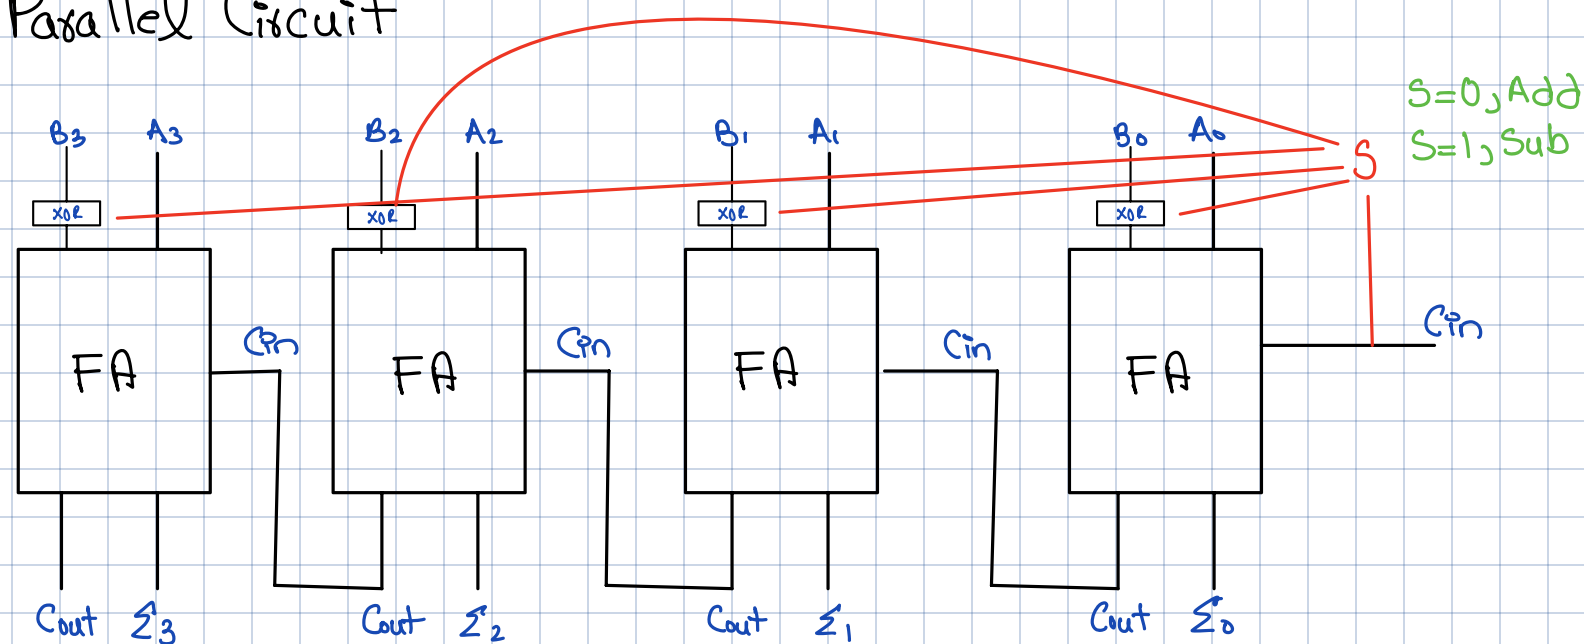 Parallel Circuit
S=0, Add
S=1, Sub
B3 A3 B2 A2 B1 A1 B0 A0 S
XOR XOR XOR XOR
Cin Cin Cin Cin
FA FA FA FA
Cout Σ3 Cout Σ2 Cout Σ1 Cout Σ0